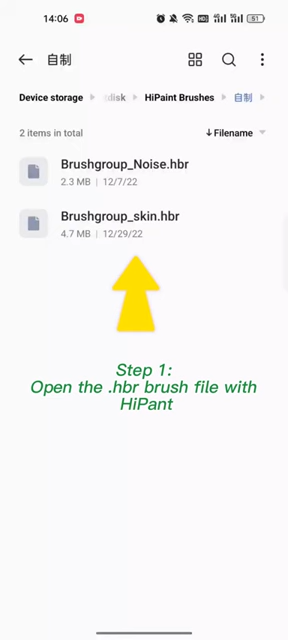 14:06
51
自制
Device storage
disk
HiPaint Brushes
自制
2 items in total
Filename
Brushgroup_Noise.hbr
2.3 MB | 12/7/22
Brushgroup_skin.hbr
4.7 MB | 12/29/22
Step 1:
Open the .hbr brush file with
HiPant